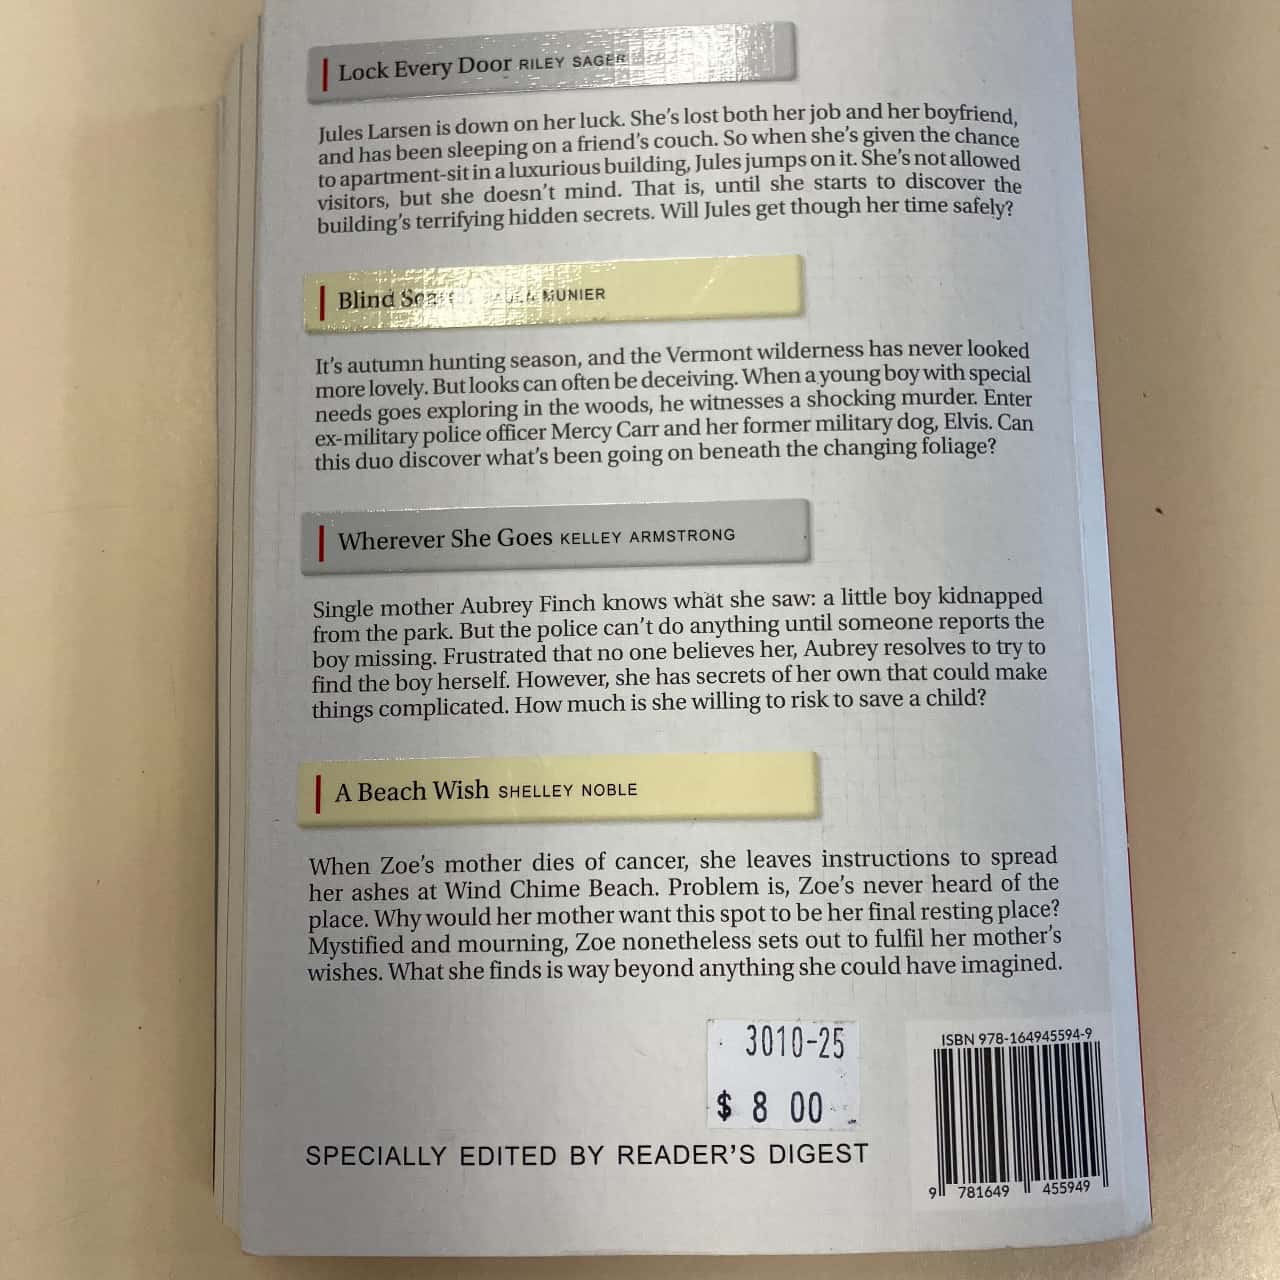 Lock Every Door RILEY SAGER
Jules Larsen is down on her luck. She's lost both her job and her boyfriend,
and has been sleeping on a friend's couch. So when she's given the chance
to apartment-sit in a luxurious building, Jules jumps on it. She's not allowed
visitors, but she doesn't mind. That is, until she starts to discover the
building's terrifying hidden secrets. Will Jules get though her time safely?
Blind MUNIER
It's autumn hunting season, and the Vermont wilderness has never looked
more lovely. But looks can often be deceiving. When a young boy with special
needs goes exploring in the woods, he witnesses a shocking murder. Enter
ex-military police officer Mercy Carr and her former military dog, Elvis. Can
this duo discover what's been going on beneath the changing foliage?
Wherever She Goes KELLEY ARMSTRONG
Single mother Aubrey Finch knows what she saw: a little boy kidnapped
from the park. But the police can't do anything until someone reports the
boy missing. Frustrated that no one believes her, Aubrey resolves to try to
find the boy herself. However, she has secrets of her own that could make
things complicated. How much is she willing to risk to save a child?
A Beach Wish SHELLEY NOBLE
When Zoe's mother dies of cancer, she leaves instructions to spread
her ashes at Wind Chime Beach. Problem is, Zoe's never heard of the
place. Why would her mother want this spot to be her final resting place?
Mystified and mourning, Zoe nonetheless sets out to fulfil her mother's
wishes. What she finds is way beyond anything she could have imagined.
3010-25
$ 8 00
SPECIALLY EDITED BY READER'S DIGEST
ISBN 978-164945594-9
9 781649 455949